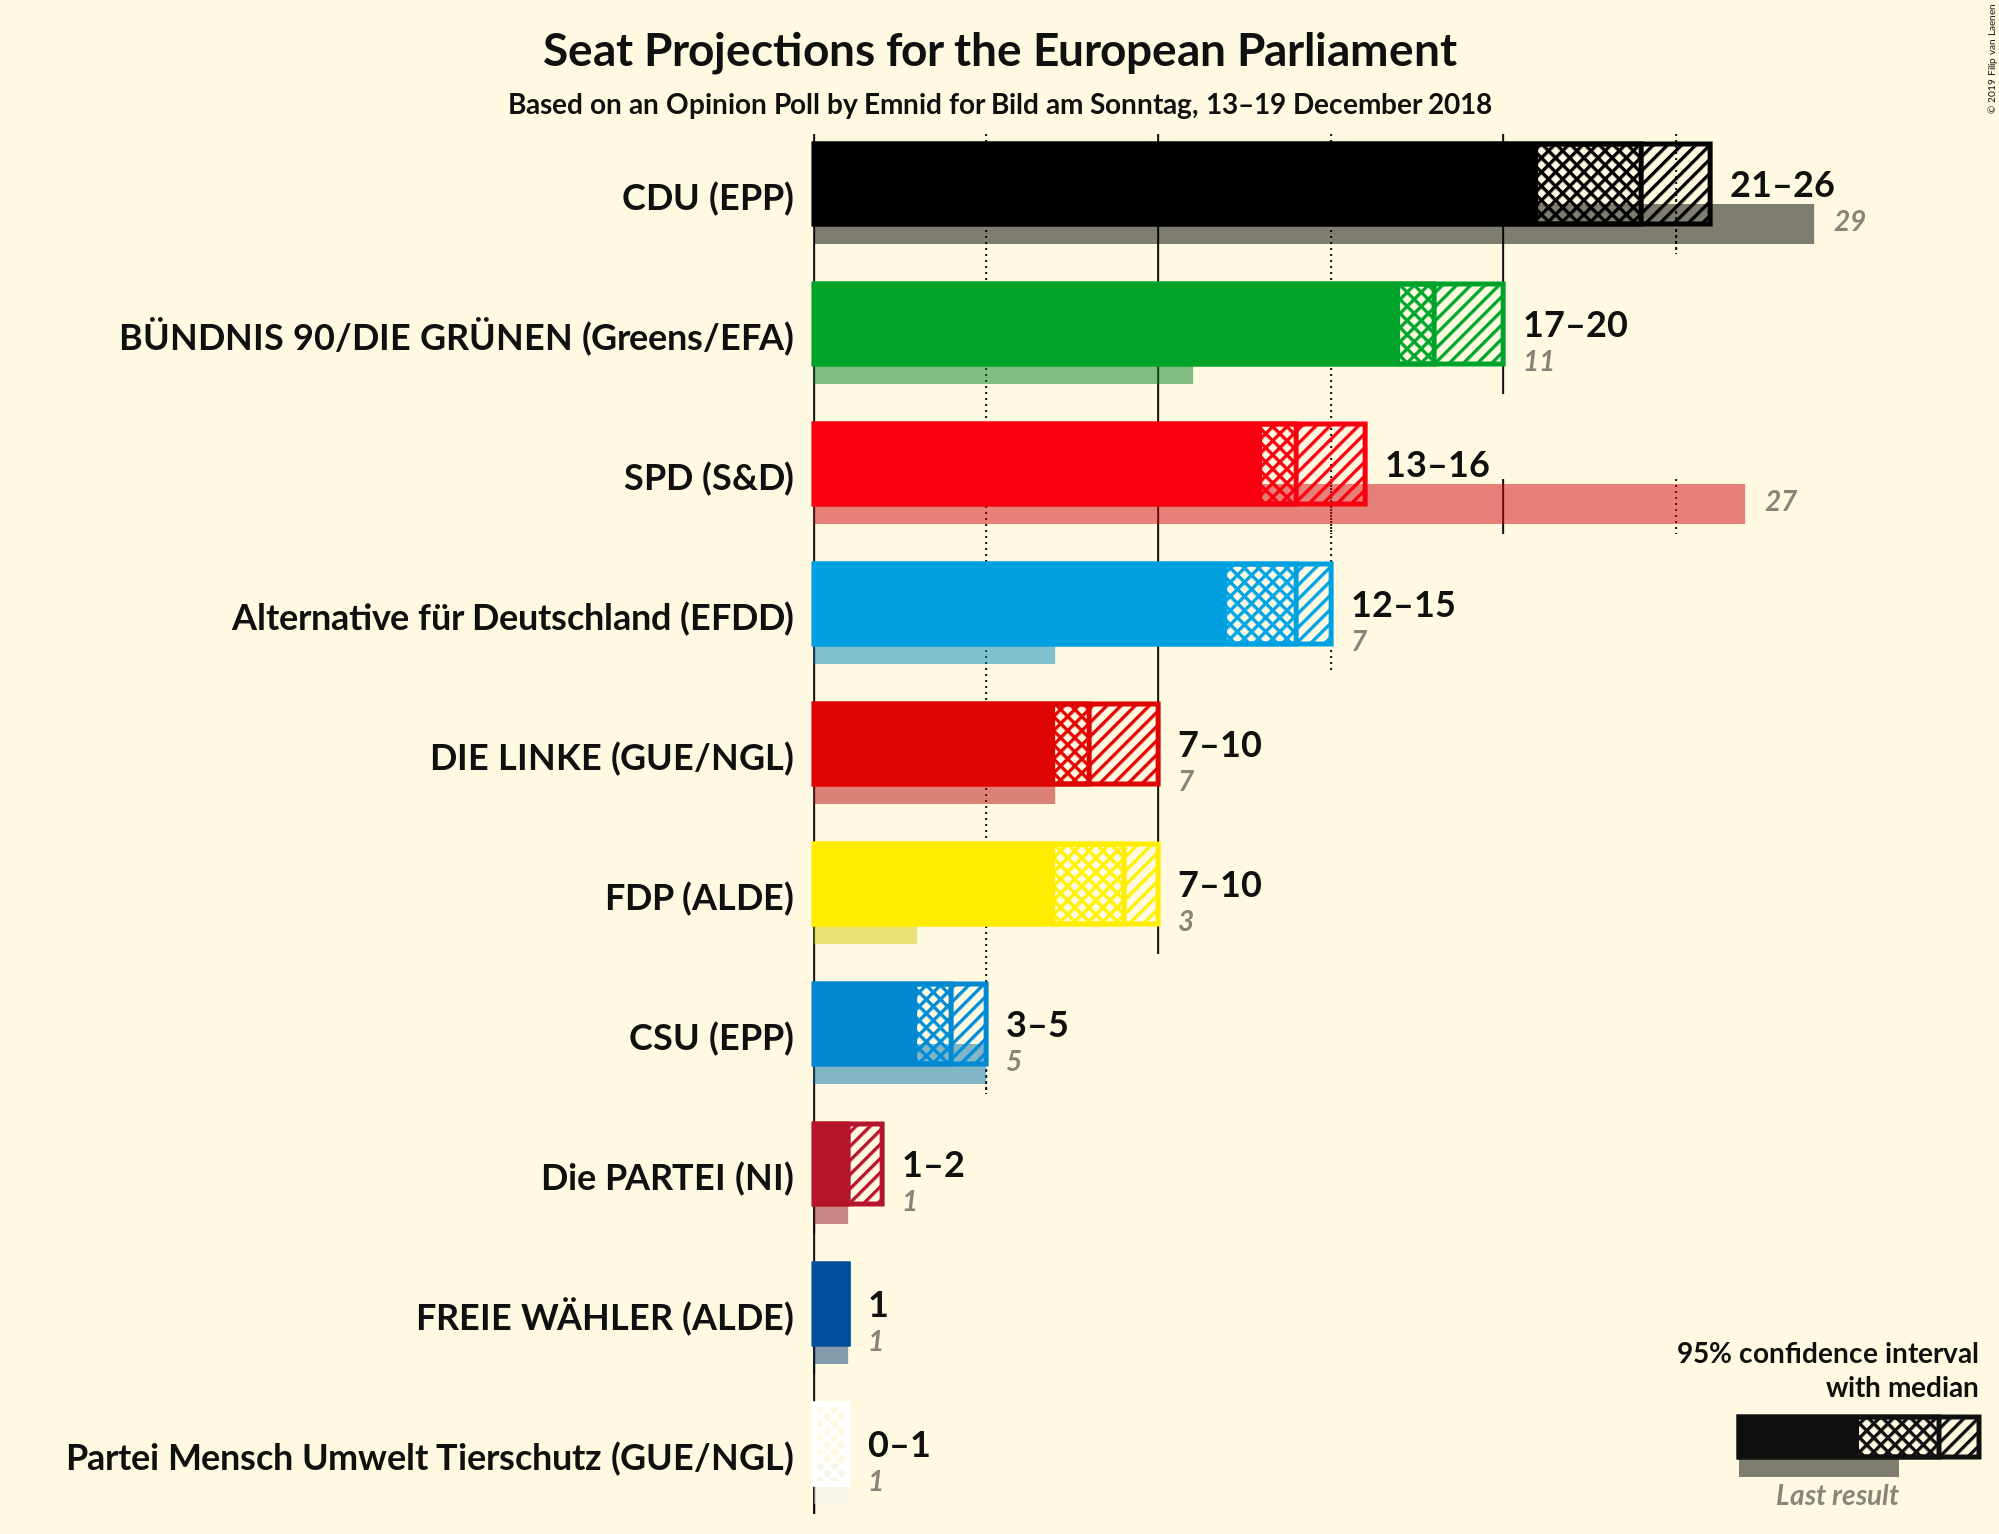 Seat Projections for the European Parliament
Based on an Opinion Poll by Emnid for Bild am Sonntag, 13–19 December 2018
© 2019 Filip van Laenen
CDU (EPP)
21–26
29
BÜNDNIS 90/DIE GRÜNEN (Greens/EFA)
17–20
11
SPD (S&D)
13–16
27
Alternative für Deutschland (EFDD)
12–15
7
DIE LINKE (GUE/NGL)
7–10
7
FDP (ALDE)
7–10
3
CSU (EPP)
3–5
5
Die PARTEI (NI)
1–2
1
FREIE WÄHLER (ALDE)
1
1
Partei Mensch Umwelt Tierschutz (GUE/NGL)
0–1
1
95% confidence interval
with median
Last result